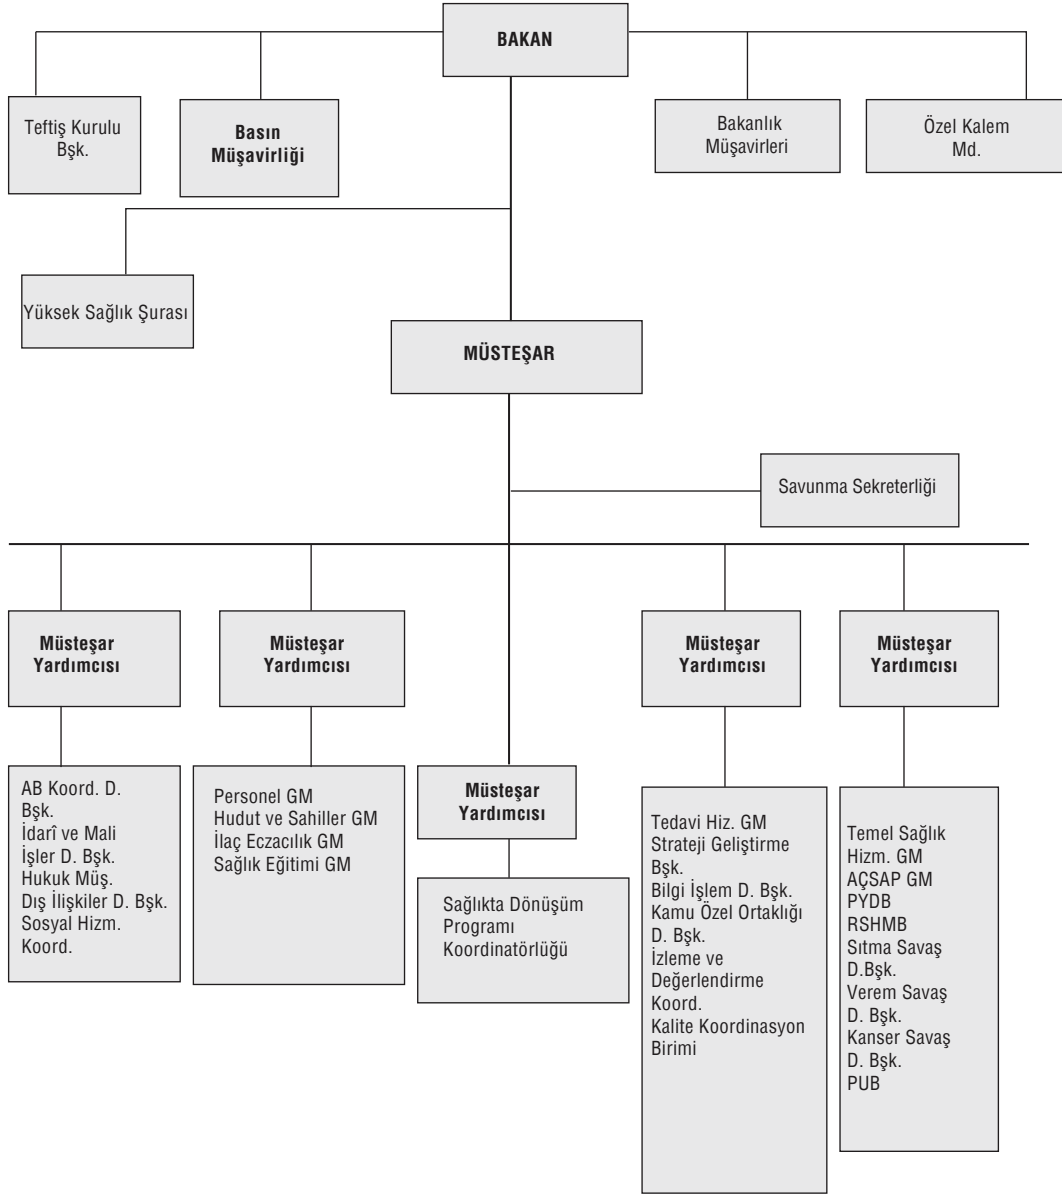 BAKAN
Teftiş Kurulu
Bşk.
Basın
Müşavirliği
Bakanlık
Müşavirleri
Özel Kalem
Md.
Yüksek Sağlık Şurası
MÜSTEŞAR
Savunma Sekreterliği
Müsteşar
Yardımcısı
Müsteşar
Yardımcısı
Müsteşar
Yardımcısı
Müsteşar
Yardımcısı
AB Koord. D.
Bşk.
İdarî ve Mali
İşler D. Bşk.
Hukuk Müş.
Dış İlişkiler D. Bşk.
Sosyal Hizm.
Koord.
Personel GM
Hudut ve Sahiller GM
İlaç Eczacılık GM
Sağlık Eğitimi GM
Müsteşar
Yardımcısı
Sağlıkta Dönüşüm
Programı
Koordinatörlüğü
Tedavi Hiz. GM
Strateji Geliştirme
Bşk.
Bilgi İşlem D. Bşk.
Kamu Özel Ortaklığı
D. Bşk.
İzleme ve
Değerlendirme
Koord.
Kalite Koordinasyon
Birimi
Temel Sağlık
Hizm. GM
AÇSAP GM
PYDB
RSHMB
Sıtma Savaş
D.Bşk.
Verem Savaş
D. Bşk.
Kanser Savaş
D. Bşk.
PUB